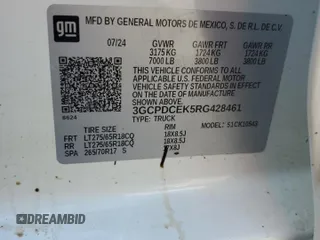 gm
MFD BY GENERAL MOTORS DE MEXICO, S. DE R.L. DE C.V.
07/24 GVWR GAWR FRT GAWR RR
3175 KG 1724 KG 1724 KG
7000 LB 3800 LB 3800 LB
THIS VEHICLE CONFORMS TO ALL APPLICABLE
U.S. FEDERAL MOTOR
VEHICLE SAFETY STANDARDS IN EFFECT ON
THE DATE OF MANUFACTURE SHOWN ABOVE.
3GCPDCEK5RG428461
TYPE: TRUCK
TIRE SIZE RIM
FRT LT275/65R18CQ 18X8.5J
RR LT275/65R18CQ 18X8.5J
SPA 265/70R17 S 17X8J
© DREAMBID